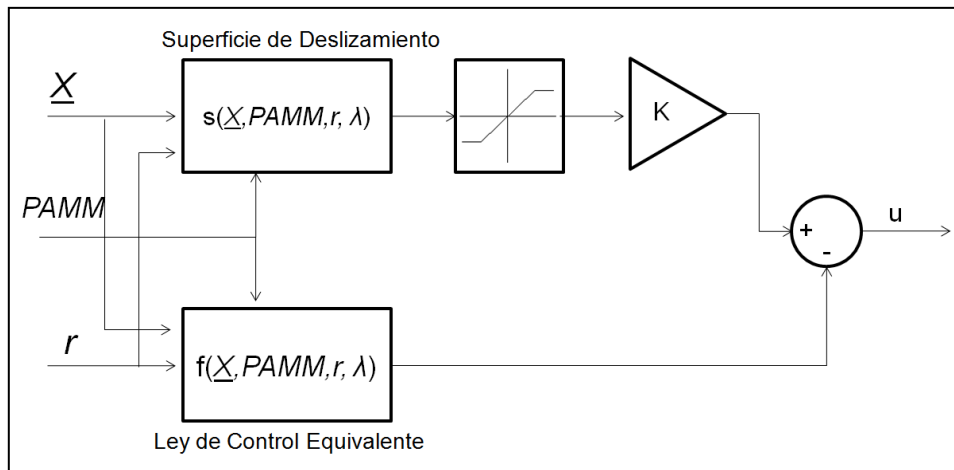 Superficie de Deslizamiento
X
s(X,PAMM,r, λ)
K
PAMM
+
-
u
r
f(X,PAMM,r, λ)
Ley de Control Equivalente